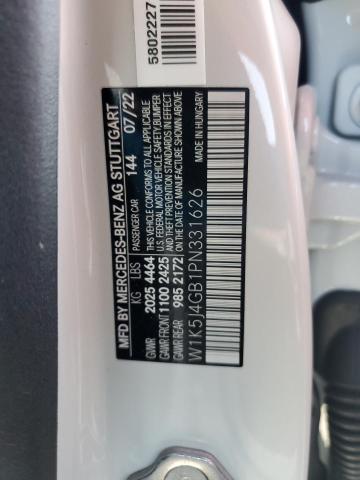 5802227
MFD BY MERCEDES-BENZ AG STUTTGART
PASSENGER CAR 144 07/22
KG LBS
GVWR 2025 4464
GAWR FRONT 1100 2425
GAWR REAR 985 2172
THIS VEHICLE CONFORMS TO ALL APPLICABLE
U.S. FEDERAL MOTOR VEHICLE SAFETY, BUMPER
AND THEFT PREVENTION STANDARDS IN EFFECT
ON THE DATE OF MANUFACTURE SHOWN ABOVE
MADE IN HUNGARY
W1K5J4GB1PN331626